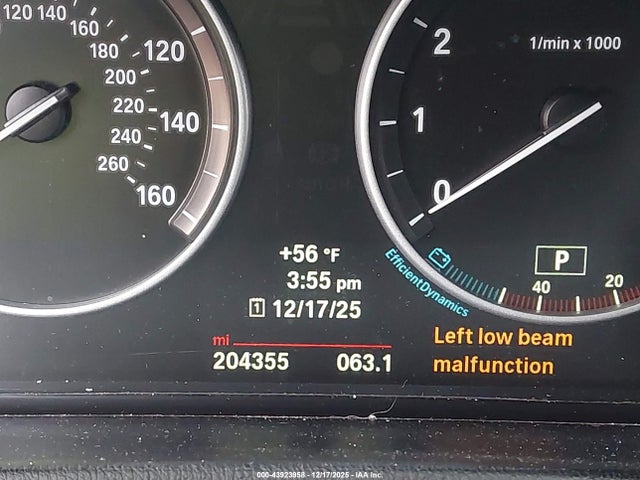 120 140
160
180
200
220
240
260
120
140
160
2
1
0
1/min x 1000
+56 °F
3:55 pm
12/17/25
mi
204355 063.1
EfficientDynamics
P
40 20
Left low beam
malfunction
000-43923958 - 12/17/2025 - IAA Inc.